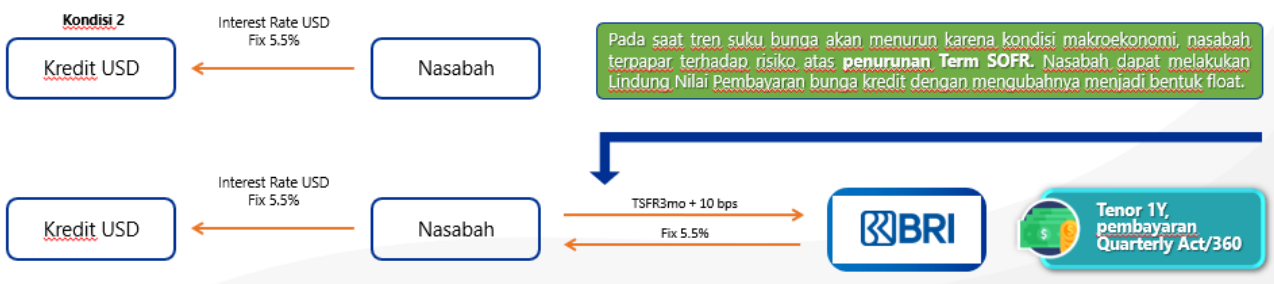 Kondisi 2
Interest Rate USD
Fix 5.5%
Kredit USD
Nasabah
Pada saat tren suku bunga akan menurun karena kondisi makroekonomi, nasabah
terpapar terhadap risiko atas penurunan Term SOFR. Nasabah dapat melakukan
Lindung Nilai Pembayaran bunga kredit dengan mengubahnya menjadi bentuk float.
Interest Rate USD
Fix 5.5%
Kredit USD
Nasabah
TSFR3mo + 10 bps
Fix 5.5%
BRI
Tenor 1Y,
pembayaran
Quarterly Act/360